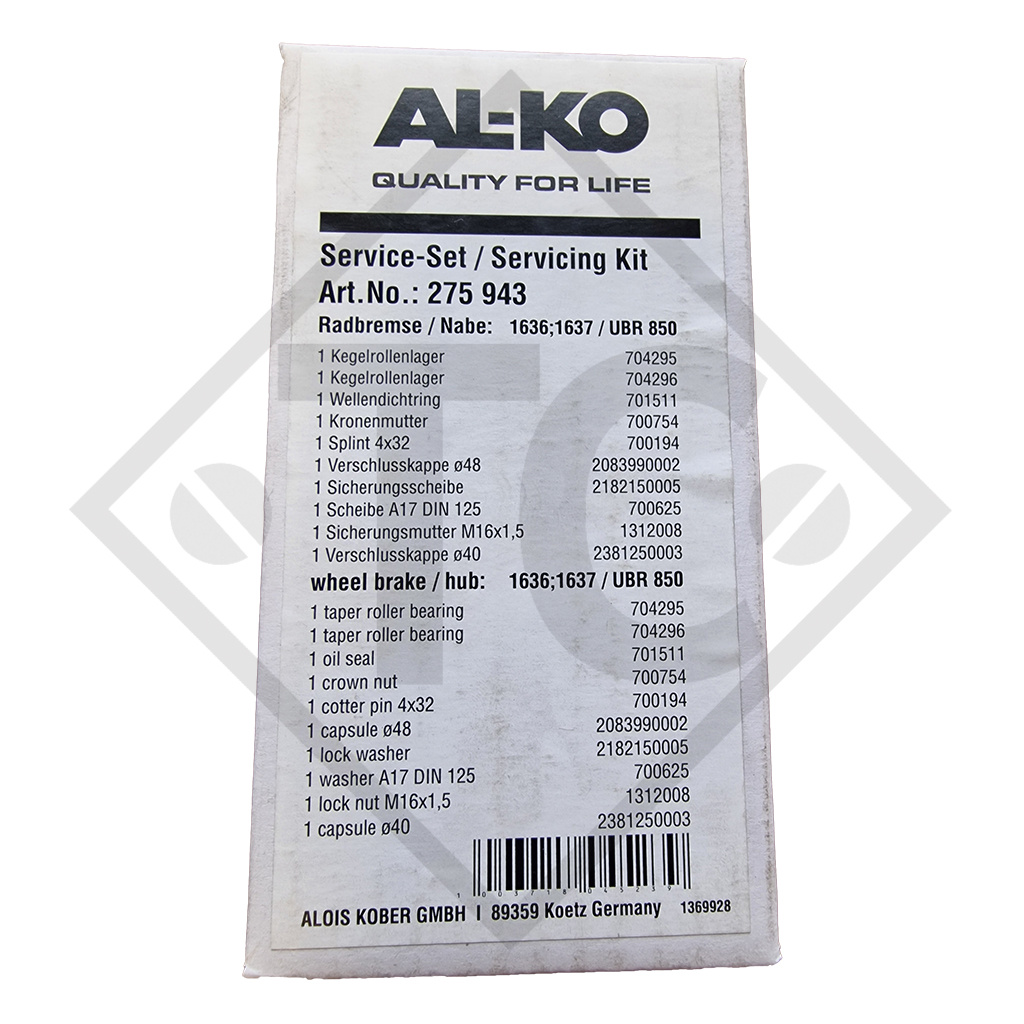 AL-KO
QUALITY FOR LIFE
Service-Set / Servicing Kit
Art.No.: 275 943
Radbremse / Nabe: 1636;1637 / UBR 850
1 Kegelrollenlager 704295
1 Kegelrollenlager 704296
1 Wellendichtring 701511
1 Kronenmutter 700754
1 Splint 4x32 700194
1 Verschlusskappe ø48 2083990002
1 Sicherungsscheibe 2182150005
1 Scheibe A17 DIN 125 700625
1 Sicherungsmutter M16x1,5 1312008
1 Verschlusskappe ø40 2381250003
wheel brake / hub: 1636;1637 / UBR 850
1 taper roller bearing 704295
1 taper roller bearing 704296
1 oil seal 701511
1 crown nut 700754
1 cotter pin 4x32 700194
1 capsule ø48 2083990002
1 lock washer 2182150005
1 washer A17 DIN 125 700625
1 lock nut M16x1,5 1312008
1 capsule ø40 2381250003
1 003718 045239
ALOIS KOBER GMBH I 89359 Koetz Germany 1369928
TC